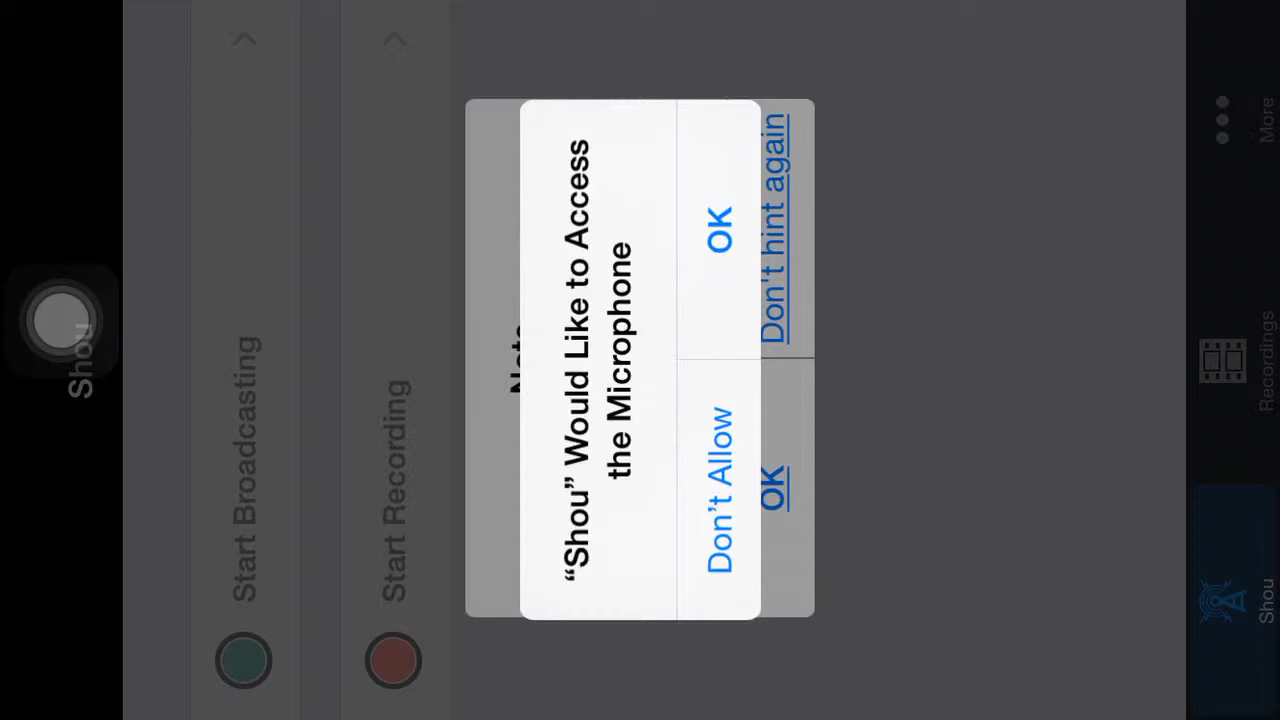 Shou
Start Broadcasting
Start Recording
“Shou” Would Like to Access
the Microphone
Don’t Allow
OK
OK
Don't hint again
Shou
Recordings
More